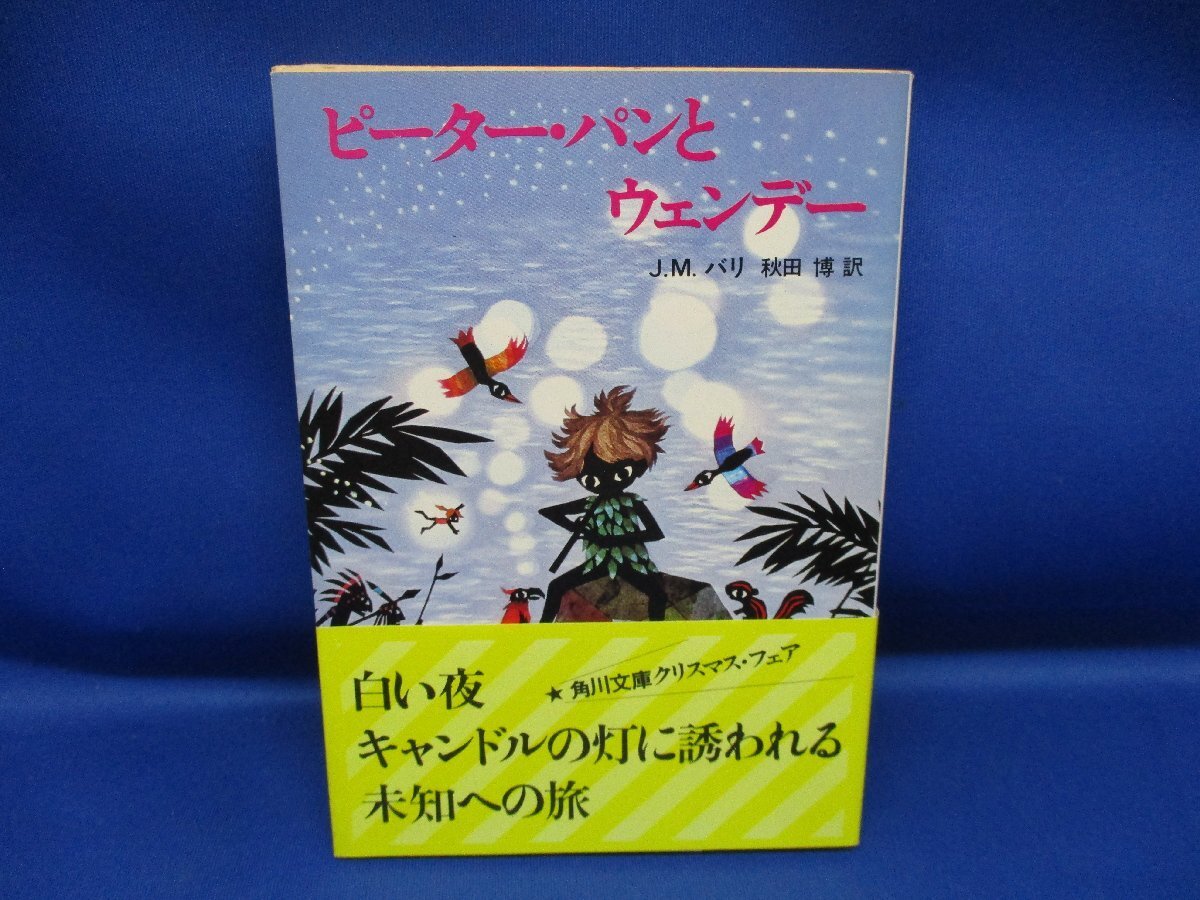 ピーター・パンと
ウェンデー
J.M. バリ 秋田 博 訳
★ 角川文庫クリスマス・フェア
白い夜
キャンドルの灯に誘われる
未知への旅